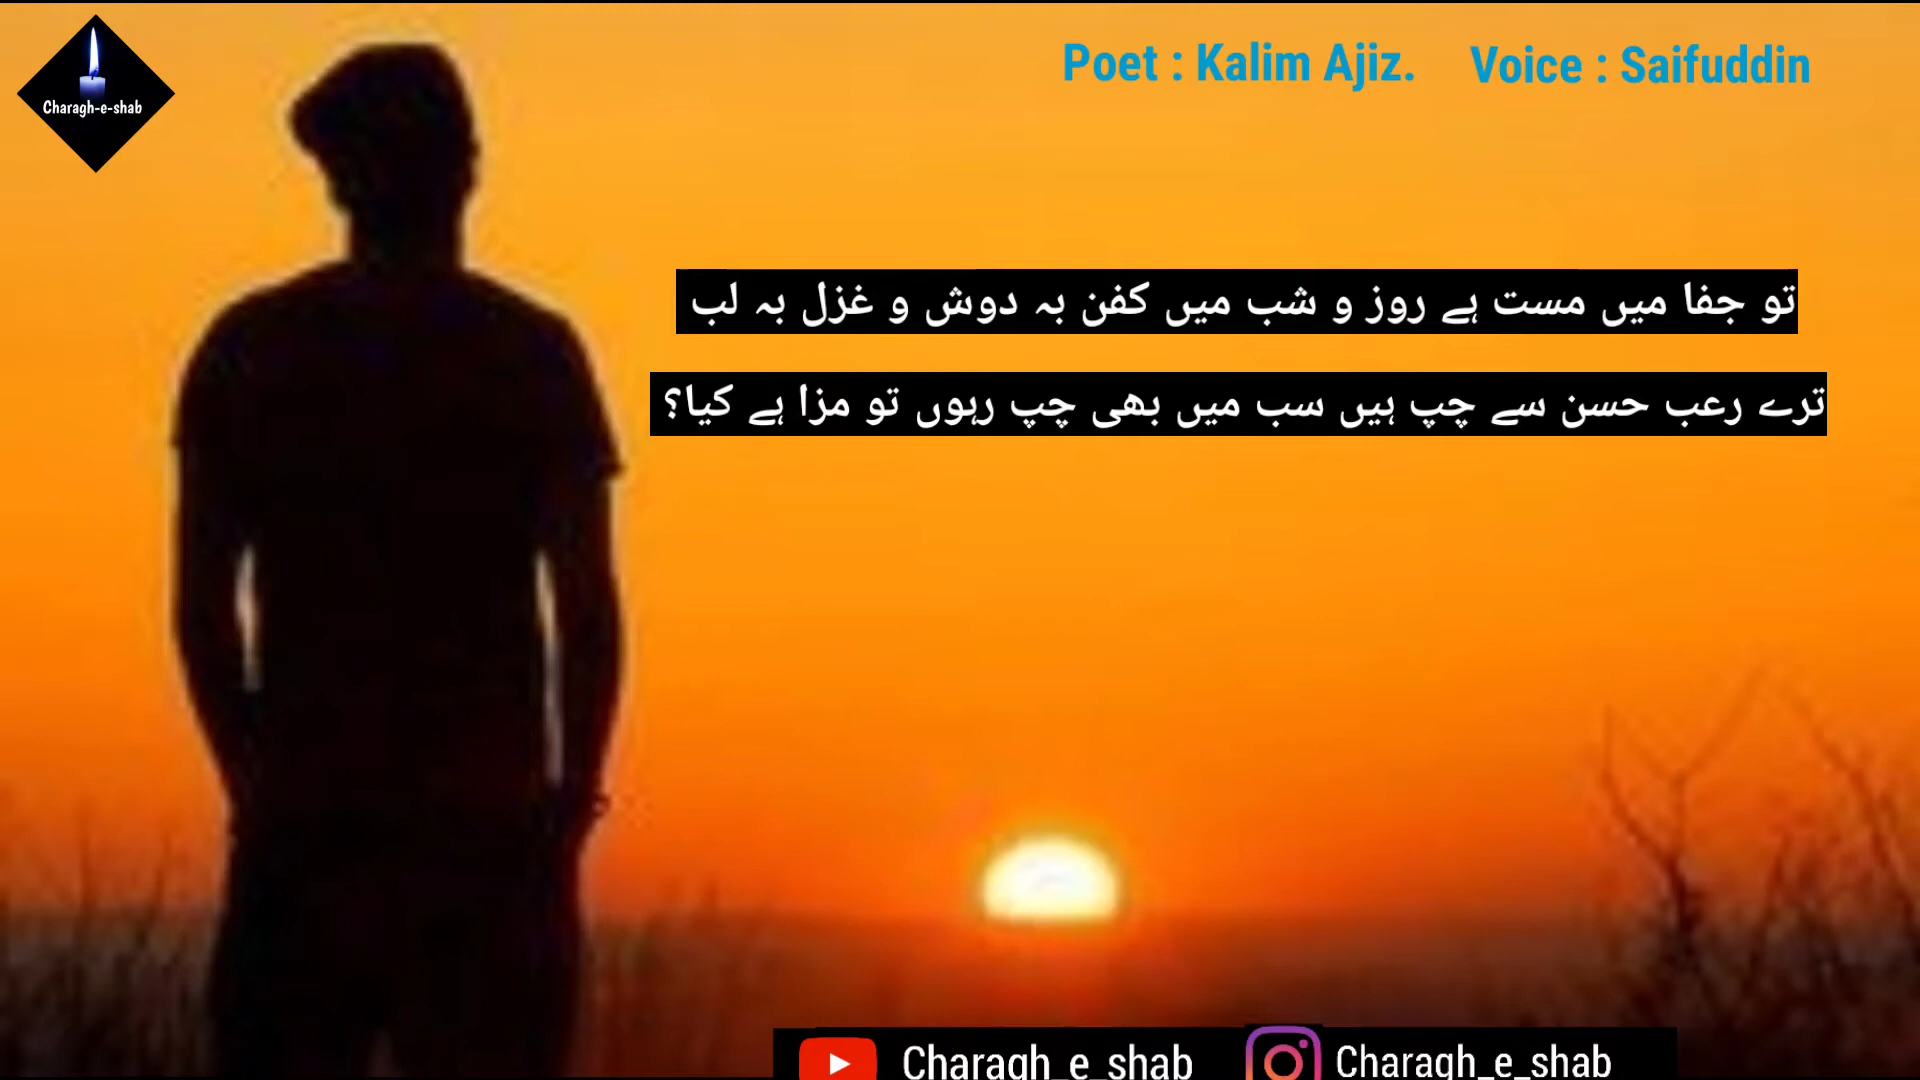 Charagh-e-shab
Poet : Kalim Ajiz. Voice : Saifuddin
تو جفا میں مست ہے روز و شب میں کفن بہ دوش و غزل بہ لب
ترے رعب حسن سے چپ ہیں سب میں بھی چپ رہوں تو مزا ہے کیا؟
Charagh_e_shab Charagh_e_shab